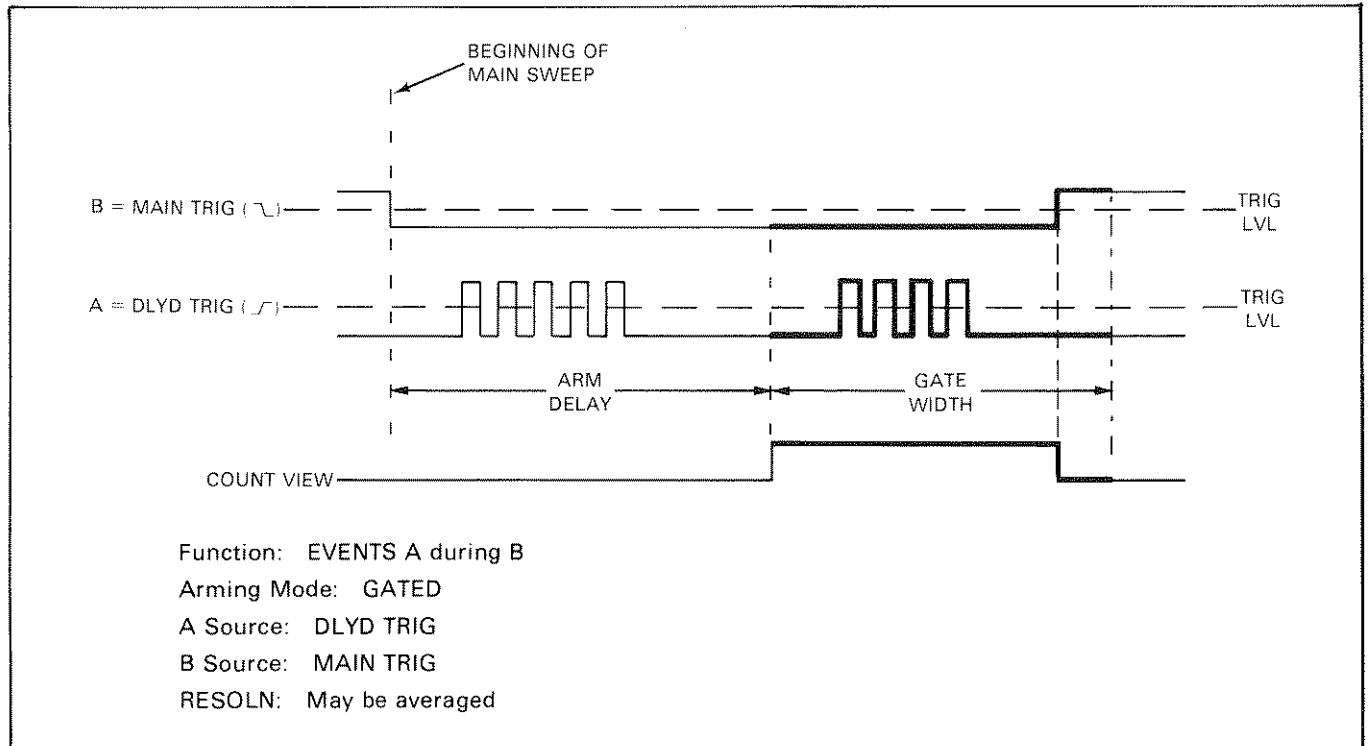 BEGINNING OF
MAIN SWEEP
B = MAIN TRIG ( ㄟ )
TRIG
LVL
A = DLYD TRIG ( ⌠ )
TRIG
LVL
ARM
DELAY
GATE
WIDTH
COUNT VIEW
Function: EVENTS A during B
Arming Mode: GATED
A Source: DLYD TRIG
B Source: MAIN TRIG
RESOLN: May be averaged